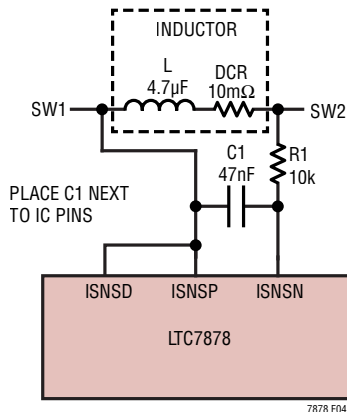 INDUCTOR
L
4.7µF
DCR
10mΩ
SW1
SW2
C1
47nF
R1
10k
PLACE C1 NEXT
TO IC PINS
ISNSD
ISNSP
ISNSN
LTC7878
7878 F04